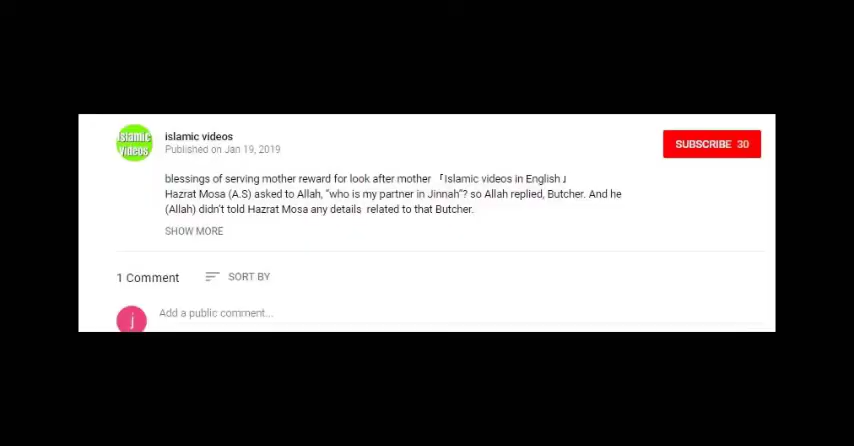 Islamic
Videos
islamic videos
Published on Jan 19, 2019
SUBSCRIBE 30
blessings of serving mother reward for look after mother 「Islamic videos in English」
Hazrat Mosa (A.S) asked to Allah, “who is my partner in Jinnah”? so Allah replied, Butcher. And he
(Allah) didn’t told Hazrat Mosa any details related to that Butcher.
SHOW MORE
1 Comment
SORT BY
j
Add a public comment...